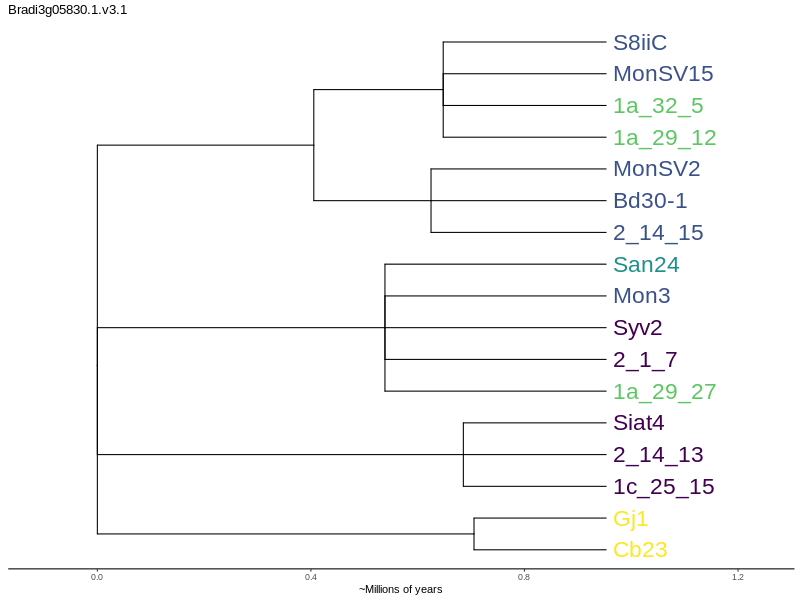 Bradi3g05830.1.v3.1
S8iiC
MonSV15
1a_32_5
1a_29_12
MonSV2
Bd30-1
2_14_15
San24
Mon3
Syv2
2_1_7
1a_29_27
Siat4
2_14_13
1c_25_15
Gj1
Cb23
0.0 0.4 0.8 1.2
~Millions of years